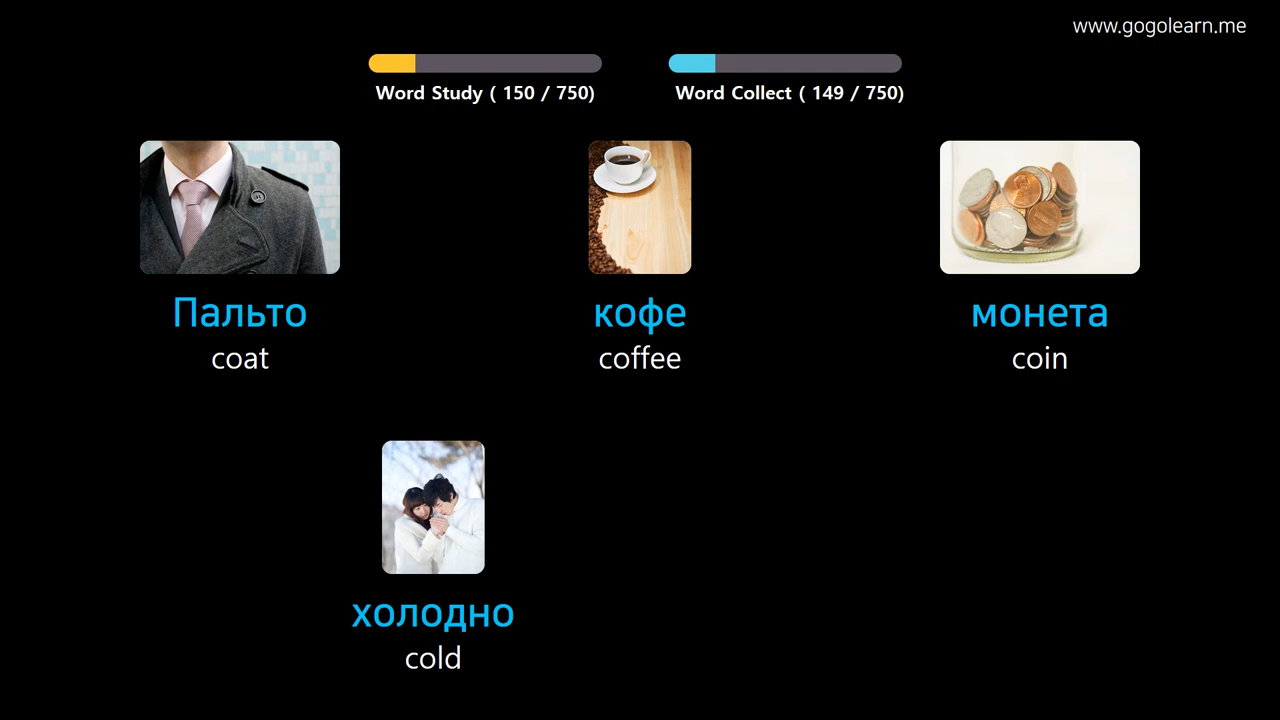 www.gogolearn.me
Word Study ( 150 / 750)
Word Collect ( 149 / 750)
Пальто
coat
кофе
coffee
монета
coin
холодно
cold